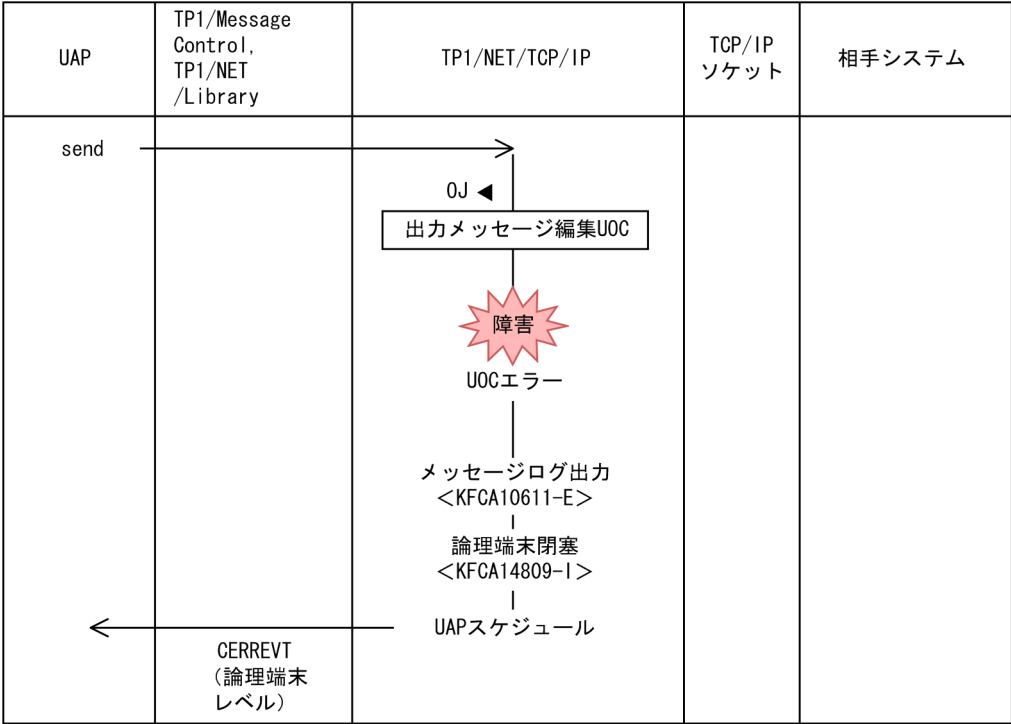 UAP
TP1/Message
Control,
TP1/NET
/Library
TP1/NET/TCP/IP
TCP/IP
ソケット
相手システム
send
OJ
出力メッセージ編集UOC
障害
UOCエラー
メッセージログ出力
＜KFCA10611-E＞
論理端末閉塞
＜KFCA14809-I＞
UAPスケジュール
CERREVT
（論理端末
レベル）